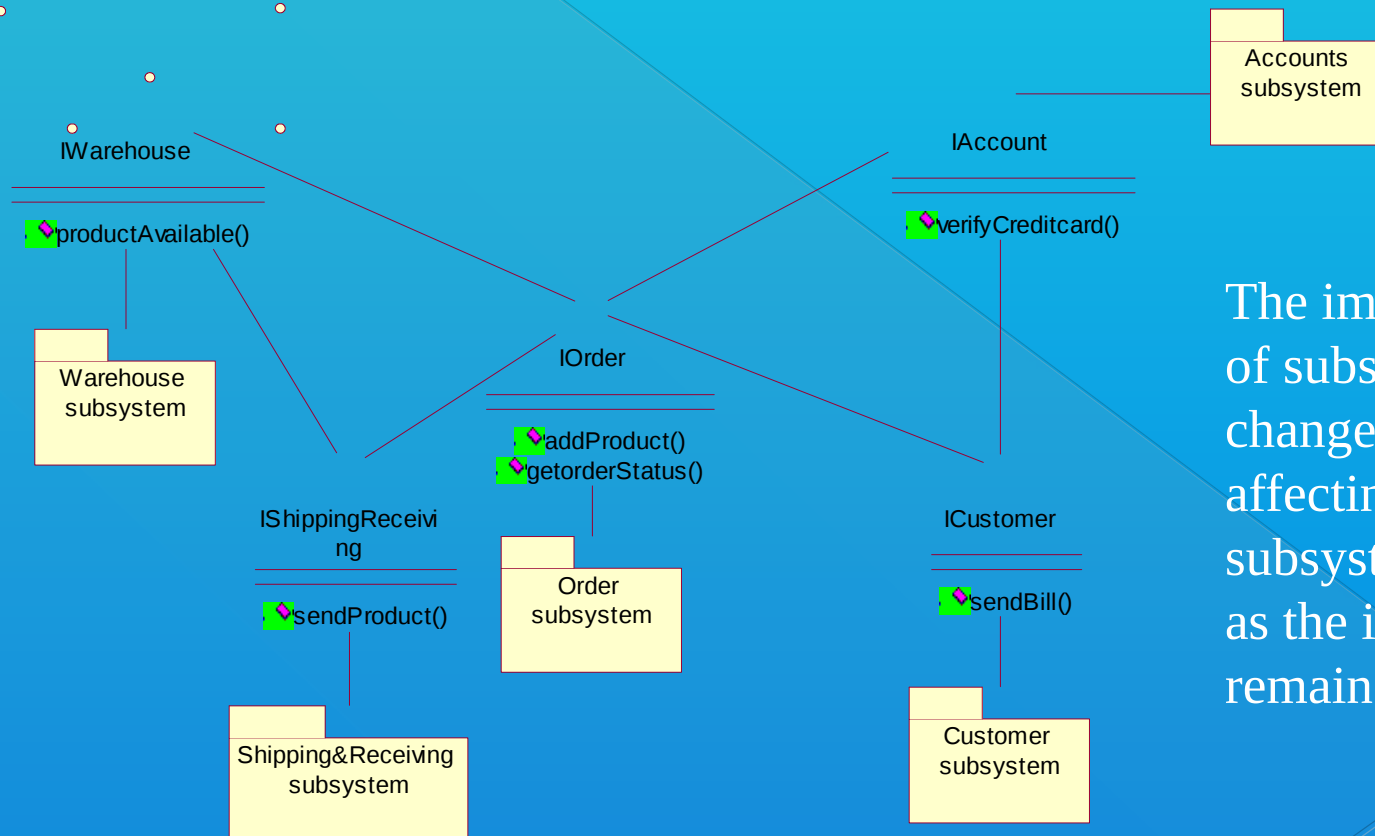 Accounts
subsystem
IWarehouse
productAvailable()
Warehouse
subsystem
IAccount
verifyCreditcard()
IOrder
addProduct()
getorderStatus()
Order
subsystem
IShippingReceivi
ng
sendProduct()
Shipping&Receiving
subsystem
ICustomer
sendBill()
Customer
subsystem
The im
of subs
change
affectin
subsyst
as the i
remain